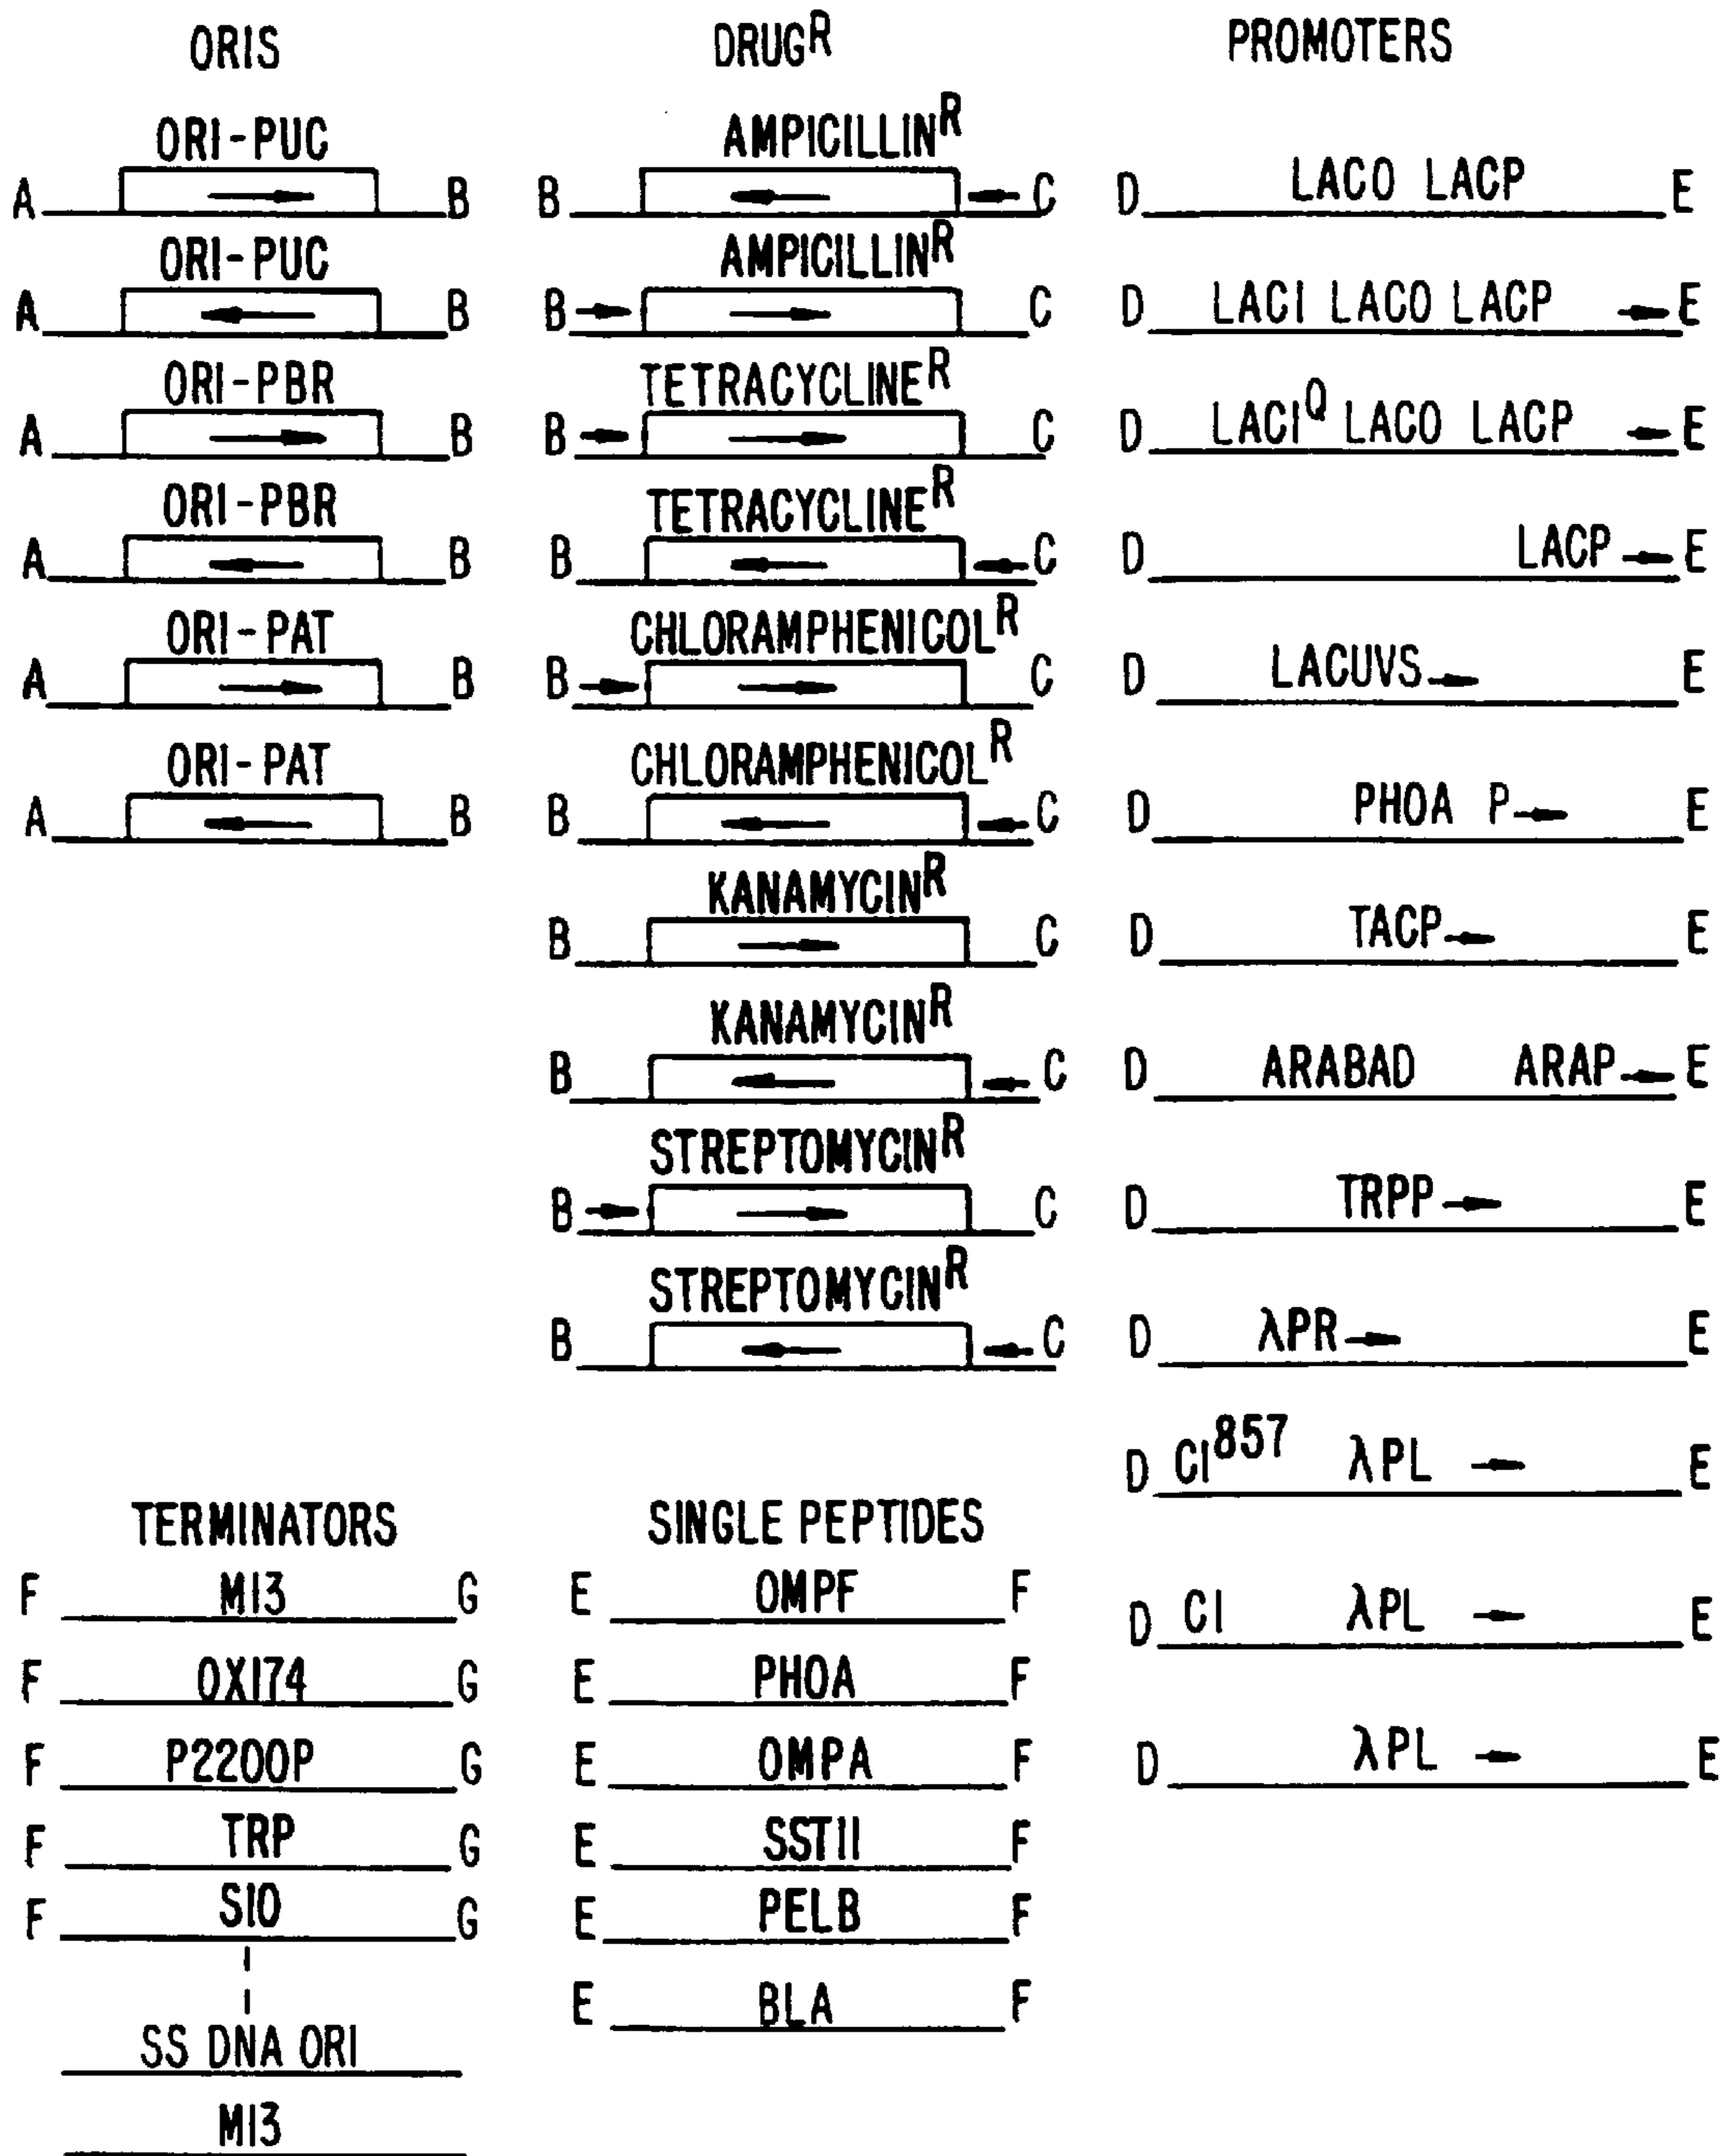 ORIS
ORI-PUC
A B
ORI-PUC
A B
ORI-PBR
A B
ORI-PBR
A B
ORI-PAT
A B
ORI-PAT
A B
DRUGR
AMPICILLINR
B C
AMPICILLINR
B C
TETRACYCLINER
B C
TETRACYCLINER
B C
CHLORAMPHENICOLR
B C
CHLORAMPHENICOLR
B C
KANAMYCINR
B C
KANAMYCINR
B C
STREPTOMYCINR
B C
STREPTOMYCINR
B C
PROMOTERS
D LACO LACP E
D LACI LACO LACP E
D LACIQ LACO LACP E
D LACP E
D LACUVS E
D PHOA P E
D TACP E
D ARABAD ARAP E
D TRPP E
D λPR E
D CI857 λPL E
D CI λPL E
D λPL E
TERMINATORS
F M13 G
F OX174 G
F P22OOP G
F TRP G
F S10 G
SS DNA ORI
M13
SINGLE PEPTIDES
E OMPF F
E PHOA F
E OMPA F
E SSTII F
E PELB F
E BLA F